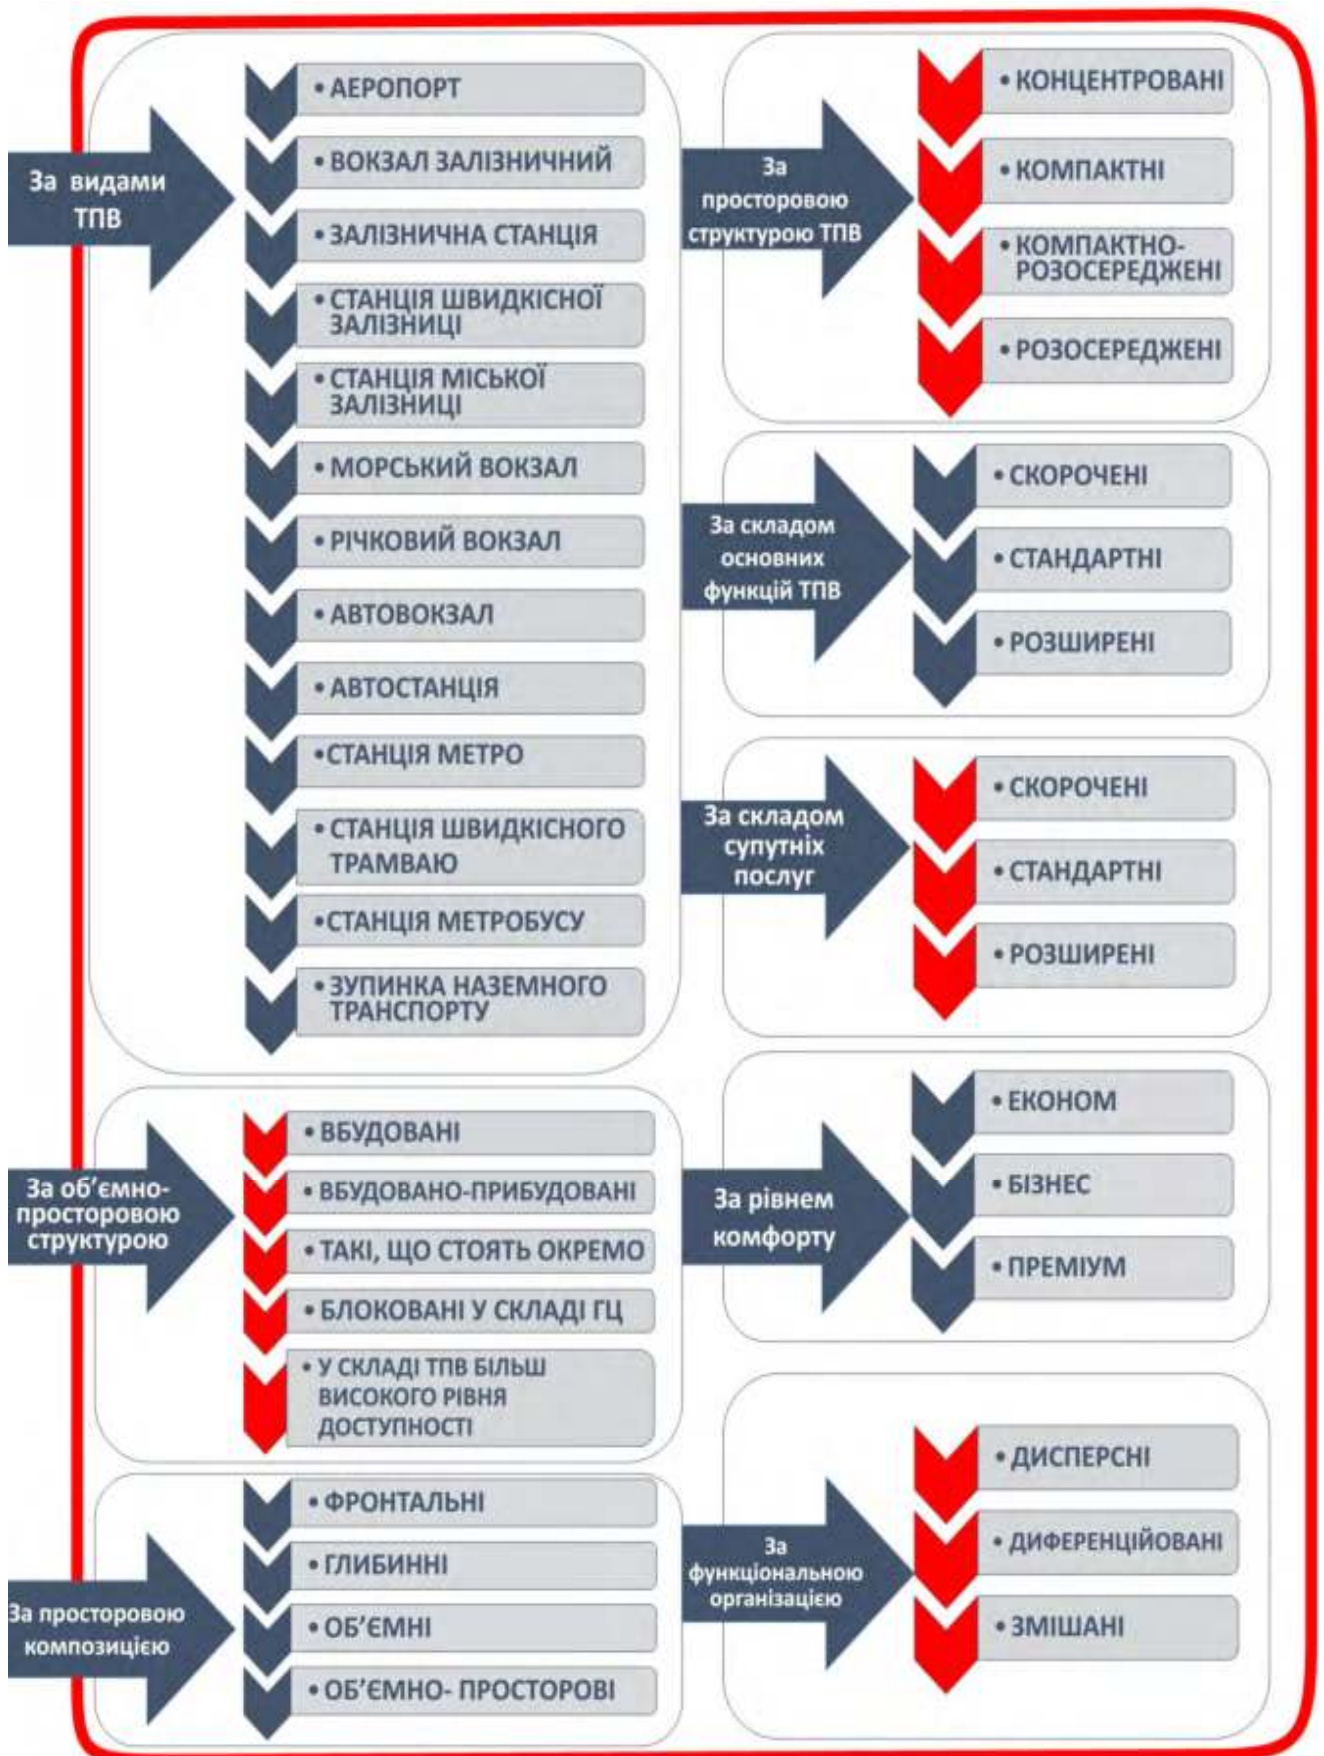 За видами
ТПВ
• АЕРОПОРТ
• ВОКЗАЛ ЗАЛІЗНИЧНИЙ
• ЗАЛІЗНИЧНА СТАНЦІЯ
• СТАНЦІЯ ШВИДКІСНОЇ
ЗАЛІЗНИЦІ
• СТАНЦІЯ МІСЬКОЇ
ЗАЛІЗНИЦІ
• МОРСЬКИЙ ВОКЗАЛ
• РІЧКОВИЙ ВОКЗАЛ
• АВТОВОКЗАЛ
• АВТОСТАНЦІЯ
• СТАНЦІЯ МЕТРО
• СТАНЦІЯ ШВИДКІСНОГО
ТРАМВАЮ
• СТАНЦІЯ МЕТРОБУСУ
• ЗУПИНКА НАЗЕМНОГО
ТРАНСПОРТУ
За об’ємно-
просторовою
структурою
• ВБУДОВАНІ
• ВБУДОВАНО-ПРИБУДОВАНІ
• ТАКІ, ЩО СТОЯТЬ ОКРЕМО
• БЛОКОВАНІ У СКЛАДІ ГЦ
• У СКЛАДІ ТПВ БІЛЬШ
ВИСОКОГО РІВНЯ
ДОСТУПНОСТІ
За просторовою
композицією
• ФРОНТАЛЬНІ
• ГЛИБИННІ
• ОБ’ЄМНІ
• ОБ’ЄМНО- ПРОСТОРОВІ
За
просторовою
структурою ТПВ
• КОНЦЕНТРОВАНІ
• КОМПАКТНІ
• КОМПАКТНО-
РОЗОСЕРЕДЖЕНІ
• РОЗОСЕРЕДЖЕНІ
За складом
основних
функцій ТПВ
• СКОРОЧЕНІ
• СТАНДАРТНІ
• РОЗШИРЕНІ
За складом
супутніх
послуг
• СКОРОЧЕНІ
• СТАНДАРТНІ
• РОЗШИРЕНІ
За рівнем
комфорту
• ЕКОНОМ
• БІЗНЕС
• ПРЕМІУМ
За
функціональною
організацією
• ДИСПЕРСНІ
• ДИФЕРЕНЦІЙОВАНІ
• ЗМІШАНІ